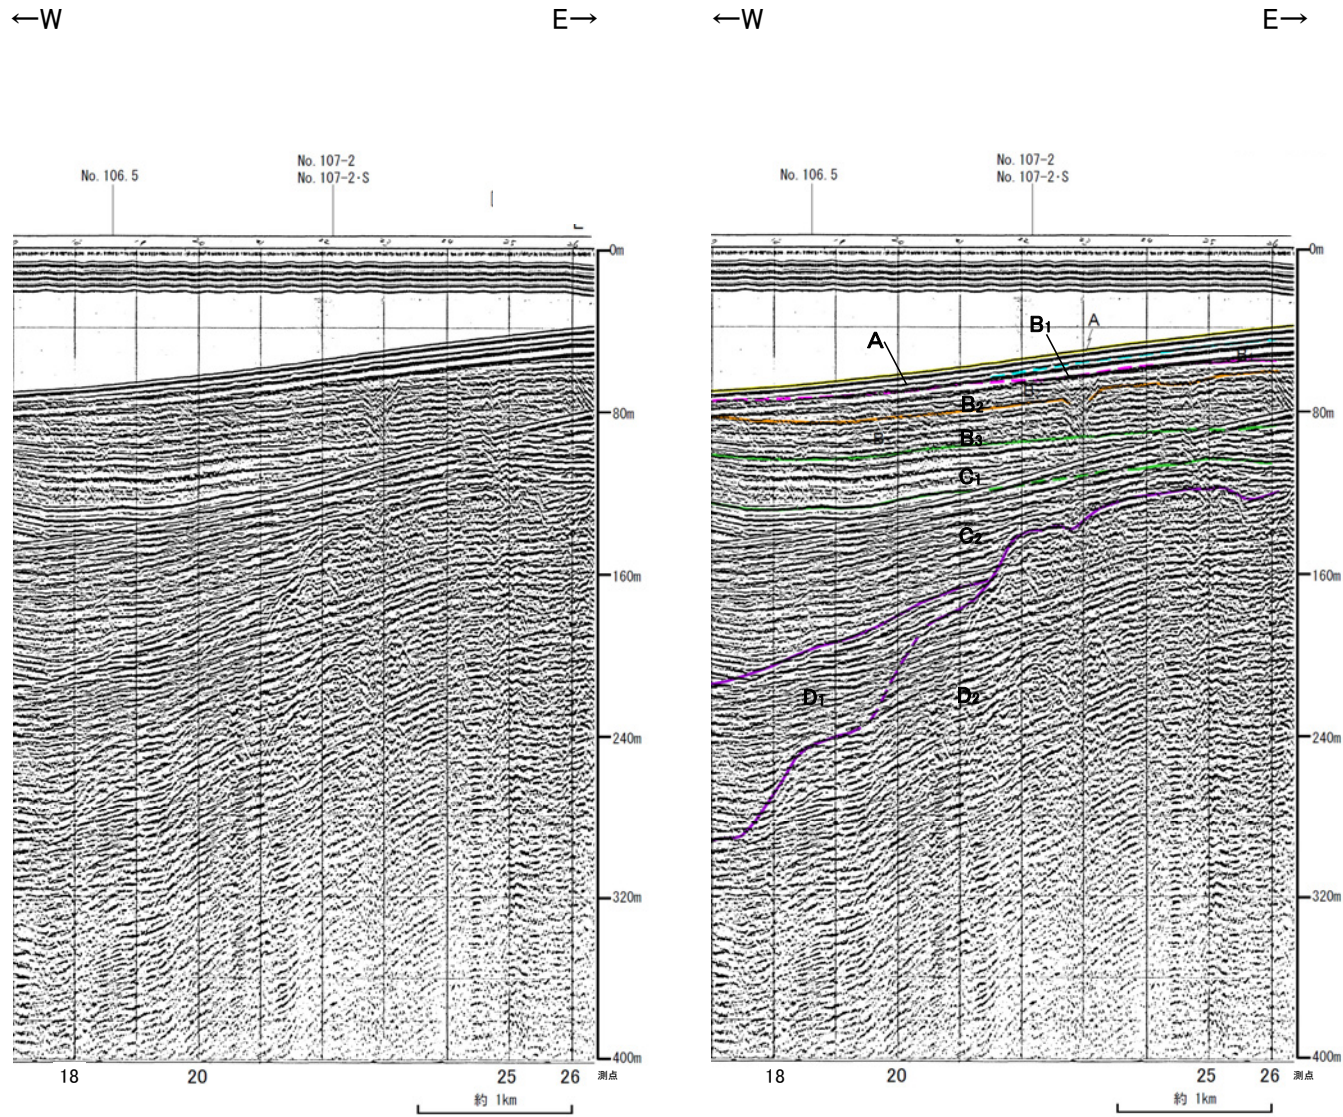 ←W E→
←W E→
No. 106.5
No. 107-2
No. 107-2·S
No. 106.5
No. 107-2
No. 107-2·S
0m
80m
160m
240m
320m
400m
18 20 25 26 測点
約 1km
A
B1
A
B2
B3
C1
C2
D1
D2
0m
80m
160m
240m
320m
400m
18 20 25 26 測点
約 1km